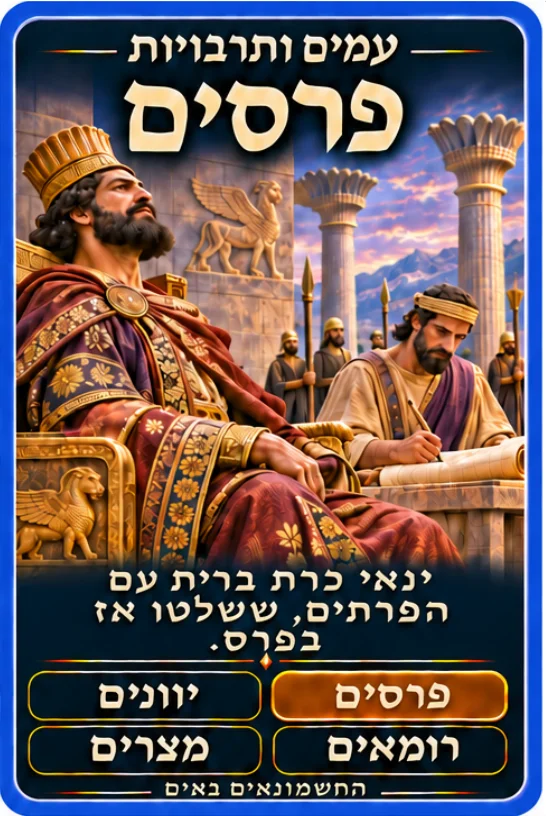 עמים ותרבויות
פרסים
ינאי כרת ברית עם
הפרתים, ששלטו אז
בפרס.
פרסים
יוונים
רומאים
מצרים
החשמונאים באים